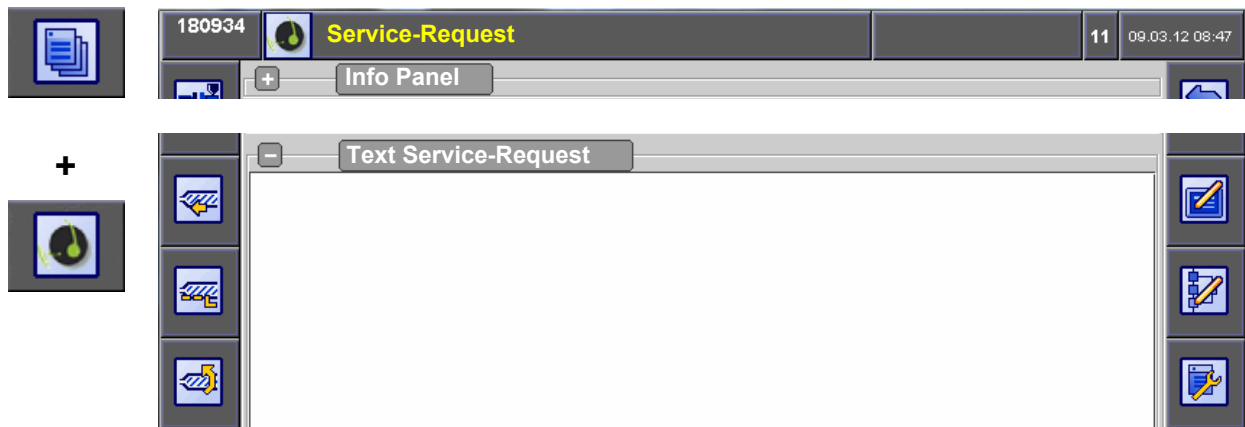 180934
Service-Request
11
09.03.12 08:47
+
Info Panel
+
−
Text Service-Request